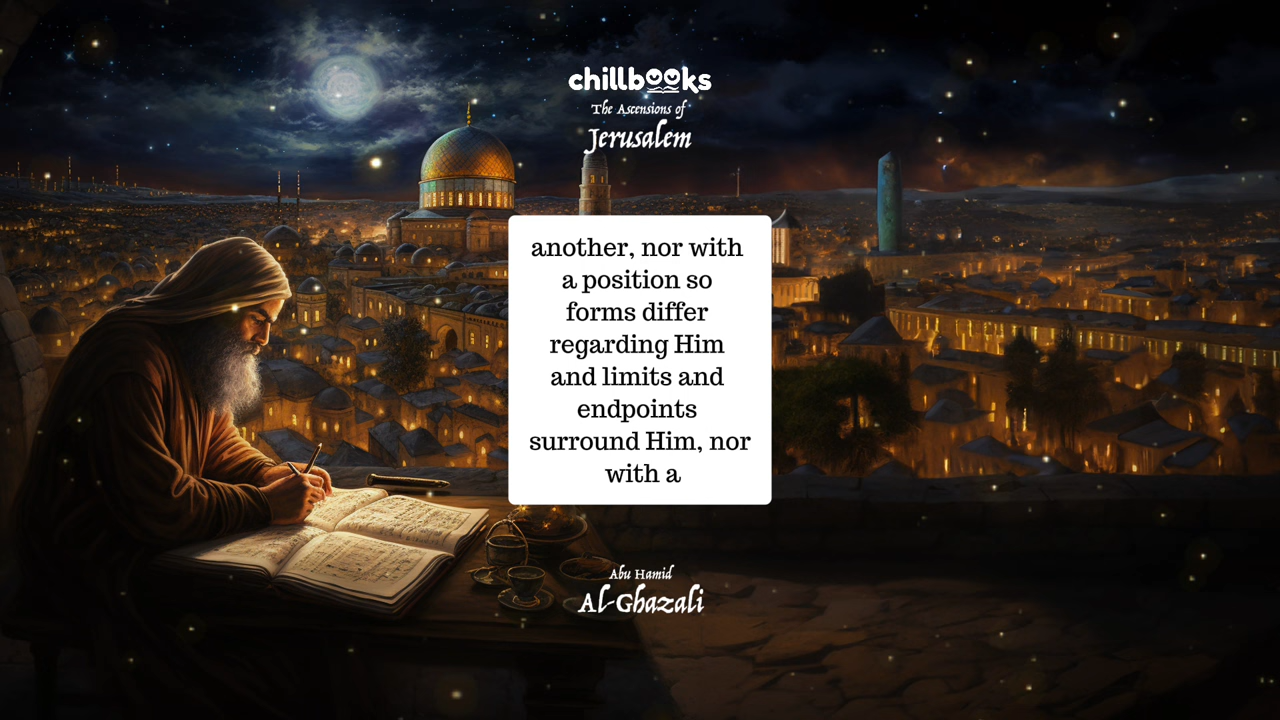 chillbooks
The Ascensions of
Jerusalem
another, nor with
a position so
forms differ
regarding Him
and limits and
endpoints
surround Him, nor
with a
Abu Hamid
Al-Ghazali